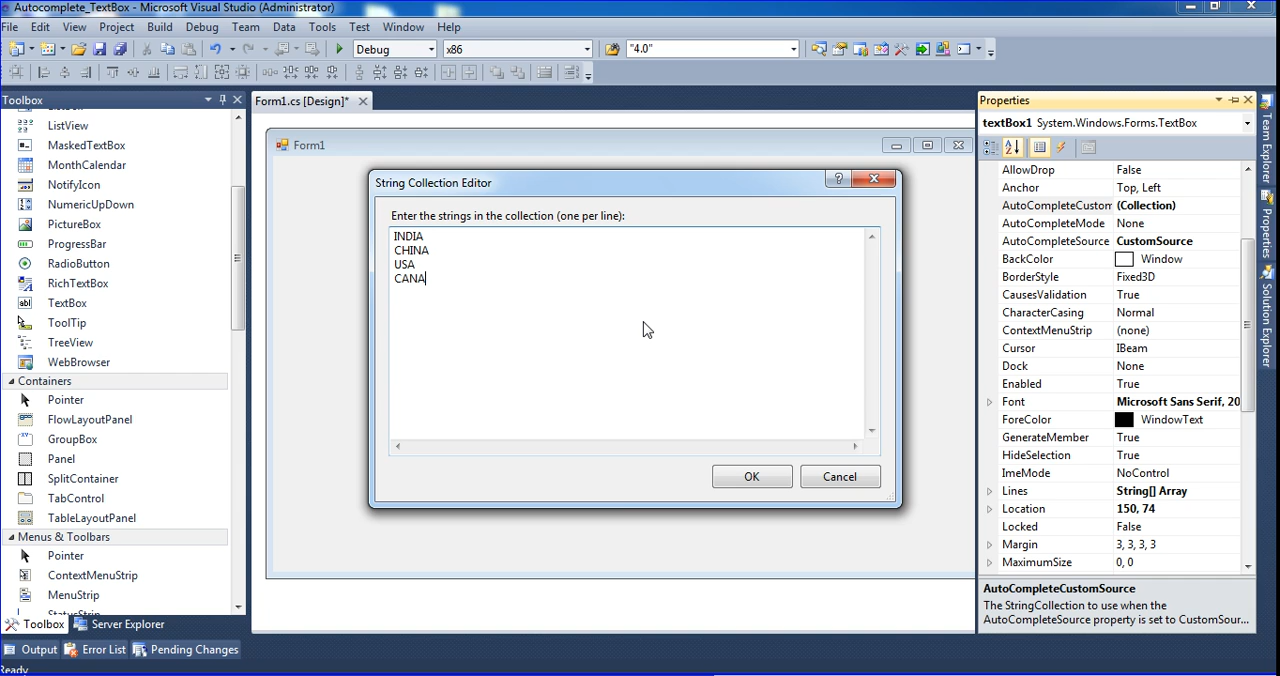 Autocomplete_TextBox - Microsoft Visual Studio (Administrator)
File Edit View Project Build Debug Team Data Tools Test Window Help
Debug x86 "4.0"
Toolbox
ListView
MaskedTextBox
MonthCalendar
NotifyIcon
NumericUpDown
PictureBox
ProgressBar
RadioButton
RichTextBox
TextBox
ToolTip
TreeView
WebBrowser
Containers
Pointer
FlowLayoutPanel
GroupBox
Panel
SplitContainer
TabControl
TableLayoutPanel
Menus & Toolbars
Pointer
ContextMenuStrip
MenuStrip
StatusStrip
Toolbox Server Explorer
Output Error List Pending Changes
Ready
Form1.cs [Design]*
Form1
String Collection Editor
Enter the strings in the collection (one per line):
INDIA
CHINA
USA
CANA
OK Cancel
Properties
textBox1 System.Windows.Forms.TextBox
AllowDrop False
Anchor Top, Left
AutoCompleteCustom (Collection)
AutoCompleteMode None
AutoCompleteSource CustomSource
BackColor Window
BorderStyle Fixed3D
CausesValidation True
CharacterCasing Normal
ContextMenuStrip (none)
Cursor IBeam
Dock None
Enabled True
Font Microsoft Sans Serif, 20
ForeColor WindowText
GenerateMember True
HideSelection True
ImeMode NoControl
Lines String[] Array
Location 150, 74
Locked False
Margin 3, 3, 3, 3
MaximumSize 0, 0
AutoCompleteCustomSource
The StringCollection to use when the
AutoCompleteSource property is set to CustomSour...
Team Explorer
Properties
Solution Explorer